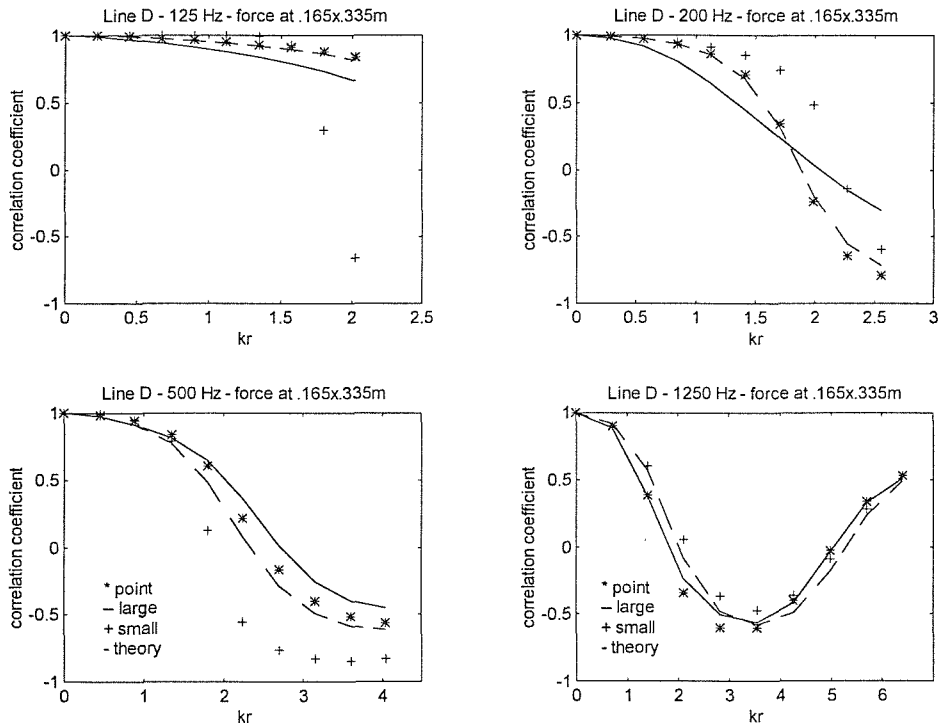 Line D - 125 Hz - force at .165x.335m
1
0.5
0
-0.5
-1
correlation coefficient
0 0.5 1 1.5 2 2.5
kr
Line D - 200 Hz - force at .165x.335m
1
0.5
0
-0.5
-1
correlation coefficient
0 0.5 1 1.5 2 2.5 3
kr
Line D - 500 Hz - force at .165x.335m
1
0.5
0
-0.5
-1
correlation coefficient
* point
— large
+ small
- theory
0 1 2 3 4
kr
Line D - 1250 Hz - force at .165x.335m
1
0.5
0
-0.5
-1
correlation coefficient
* point
— large
+ small
- theory
0 1 2 3 4 5 6
kr